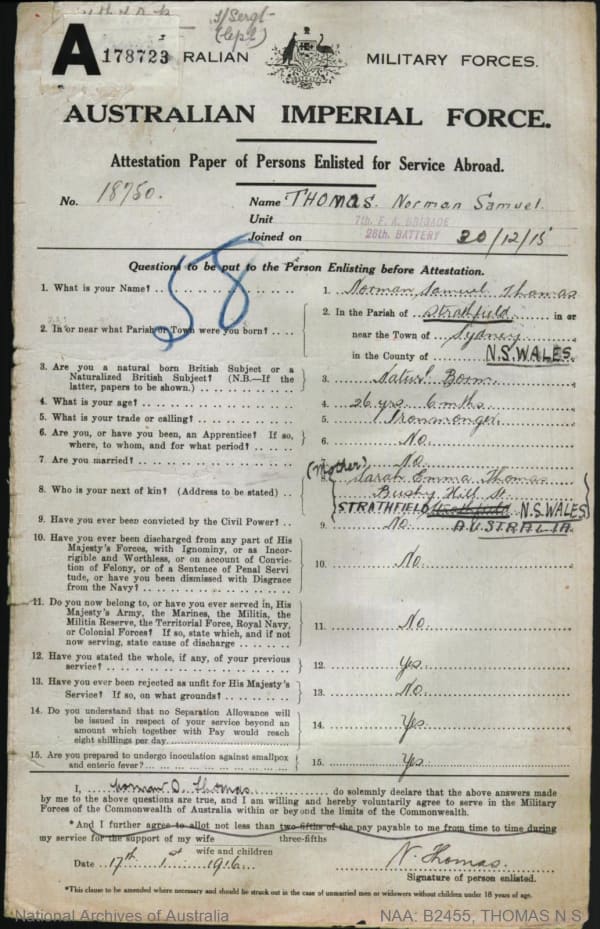 T/Sergt
(Cpl)
A 178723 RALIAN MILITARY FORCES.
AUSTRALIAN IMPERIAL FORCE.
Attestation Paper of Persons Enlisted for Service Abroad.
No. 18750. Name THOMAS. Norman Samuel.
Unit 7th. F. A. BRIGADE
Joined on 28th. BATTERY 20/12/15
58
Questions to be put to the Person Enlisting before Attestation.
1. What is your Name? 1. Norman Samuel Thomas
2. In or near what Parish or Town were you born? 2. In the Parish of Strathfield in or
near the Town of Sydney
in the County of N.S.WALES.
3. Are you a natural born British Subject or a
Naturalized British Subject? (N.B.—If the
latter, papers to be shown.) 3. Natural Born
4. What is your age? 4. 26 yrs 6 mths
5. What is your trade or calling? 5. Ironmonger
6. Are you, or have you been, an Apprentice? If so,
where, to whom, and for what period? 6. No.
7. Are you married? 7. No
8. Who is your next of kin? (Address to be stated) 8. (Mother) Sarah Emma Thomas
Bushy Hill St.
STRATHFIELD Strathfield N.S.WALES
AUSTRALIA.
9. Have you ever been convicted by the Civil Power? 9. No.
10. Have you ever been discharged from any part of His
Majesty's Forces, with Ignominy, or as Incor-
rigible and Worthless, or on account of Convic-
tion of Felony, or of a Sentence of Penal Servi
tude, or have you been dismissed with Disgrace
from the Navy? 10. No.
11. Do you now belong to, or have you ever served in, His
Majesty's Army, the Marines, the Militia, the
Militia Reserve, the Territorial Force, Royal Navy,
or Colonial Forces? If so, state which, and if not
now serving, state cause of discharge 11. No.
12. Have you stated the whole, if any, of your previous
service? 12. Yes.
13. Have you ever been rejected as unfit for His Majesty's
Service? If so, on what grounds? 13. No.
14. Do you understand that no Separation Allowance will
be issued in respect of your service beyond an
amount which together with Pay would reach
eight shillings per day. 14. Yes.
15. Are you prepared to undergo inoculation against smallpox
and enteric fever? 15. Yes.
I, Norman S. Thomas do solemnly declare that the above answers made
by me to the above questions are true, and I am willing and hereby voluntarily agree to serve in the Military
Forces of the Commonwealth of Australia within or beyond the limits of the Commonwealth.
*And I further agree to allot not less than two-fifths of the pay payable to me from time to time during
three-fifths
my service for the support of my wife
wife and children
Date 17th 1st 1916 N. Thomas.
Signature of person enlisted.
*This clause to be amended where necessary and should be struck out in the case of unmarried men or widowers without children under 18 years of age.
National Archives of Australia NAA: B2455, THOMAS N S